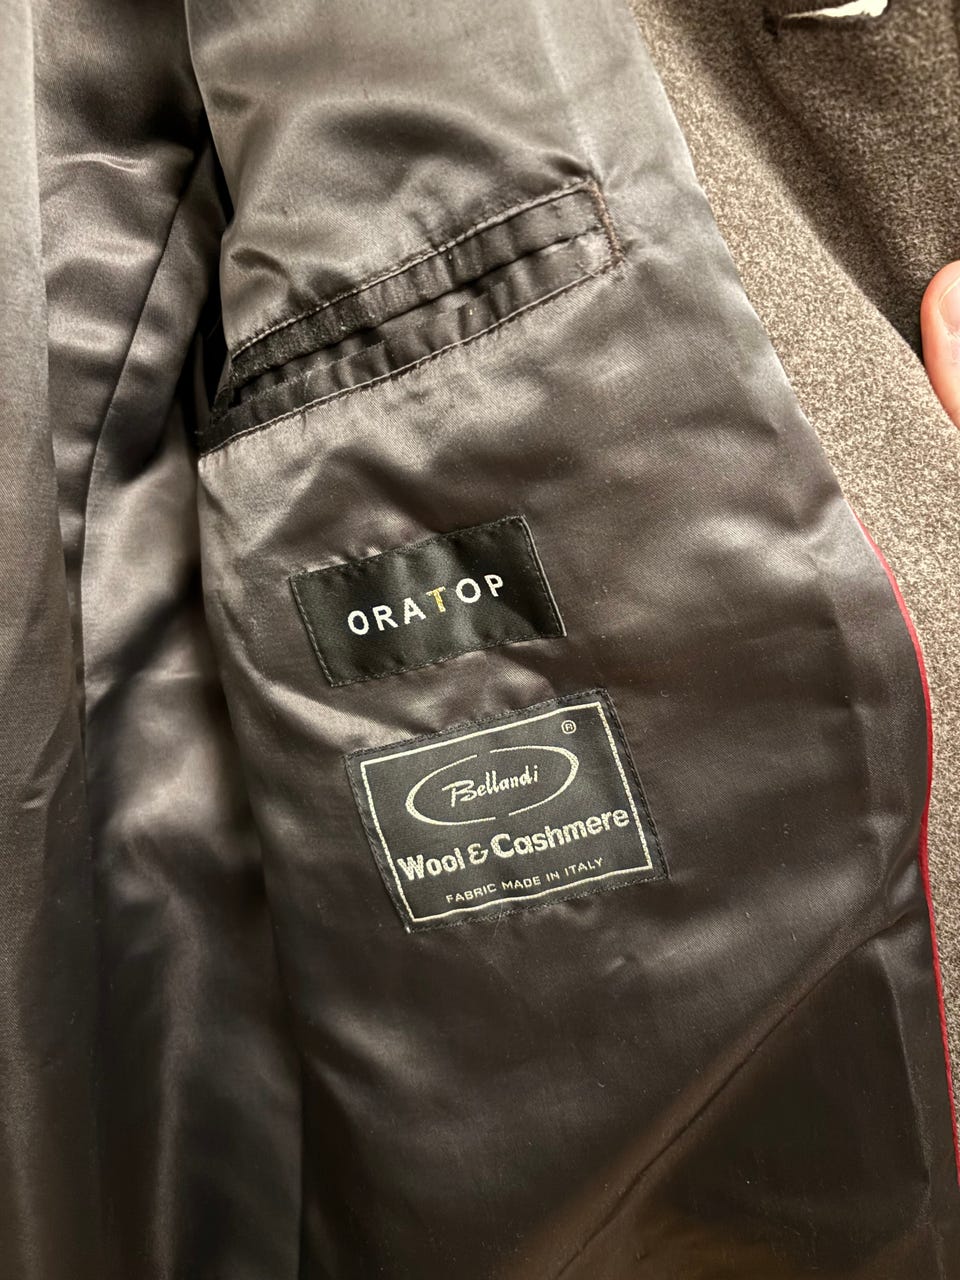 ORATOP
®
Bellandi
Wool & Cashmere
FABRIC MADE IN ITALY